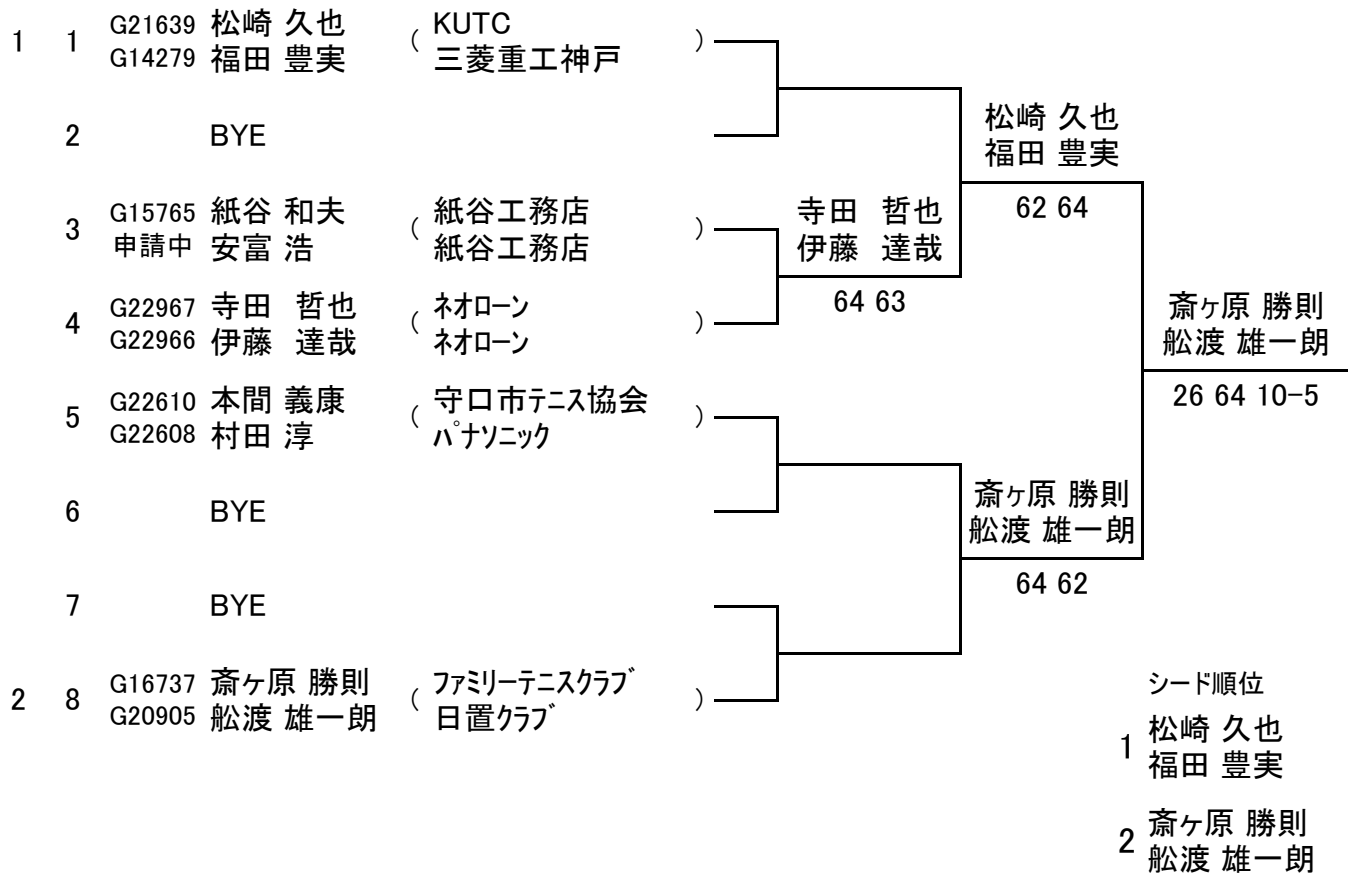 1 1 G21639 松崎 久也 ( KUTC )
G14279 福田 豊実 三菱重工神戸
2 BYE
松崎 久也
福田 豊実
62 64
3 G15765 紙谷 和夫 ( 紙谷工務店 )
申請中 安富 浩 紙谷工務店
寺田 哲也
伊藤 達哉
64 63
4 G22967 寺田 哲也 ( ネオローン )
G22966 伊藤 達哉 ネオローン
斎ヶ原 勝則
舩渡 雄一朗
26 64 10-5
5 G22610 本間 義康 ( 守口市テニス協会 )
G22608 村田 淳 パナソニック
6 BYE
斎ヶ原 勝則
舩渡 雄一朗
64 62
7 BYE
2 8 G16737 斎ヶ原 勝則 ( ファミリーテニスクラブ )
G20905 舩渡 雄一朗 日置クラブ
シード順位
1 松崎 久也
福田 豊実
2 斎ヶ原 勝則
舩渡 雄一朗